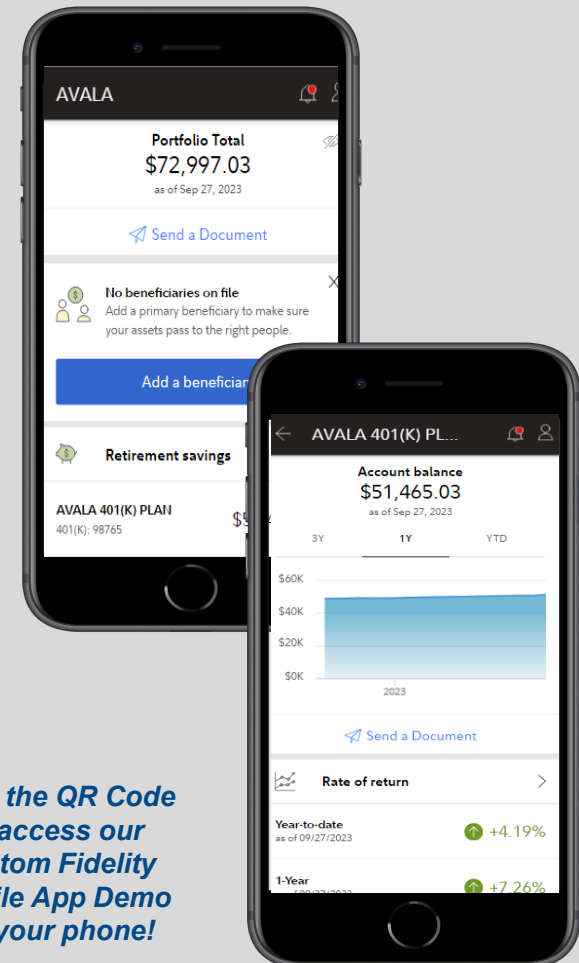 AVALA
Portfolio Total
$72,997.03
as of Sep 27, 2023
Send a Document
No beneficiaries on file
Add a primary beneficiary to make sure
your assets pass to the right people.
X
Add a
Retirement savings
AVALA 401(K) PLAN
401(K): 98765
AVALA 401(K) PL...
Account balance
$51,465.03
as of Sep 27, 2023
3Y 1Y YTD
$60K
$40K
$20K
$0K
2023
Send a Document
Rate of return
Year-to-date
as of 09/27/2023
+4.19%
1-Year
+7.26%
the QR Code
access our
Fidelity
App Demo
your phone!